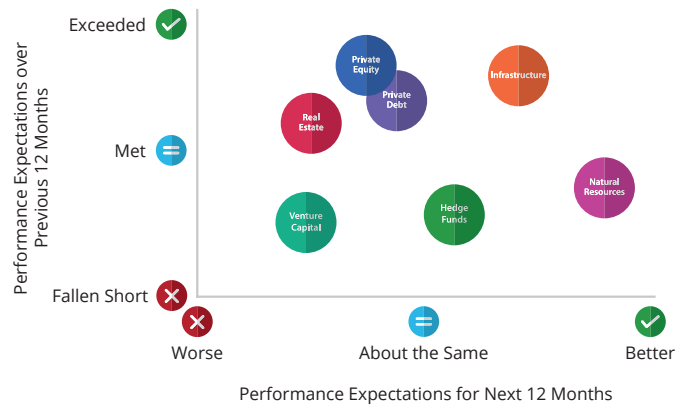 Exceeded
Performance Expectations over
Previous 12 Months
Met
Fallen Short
Private
Equity
Private
Debt
Infrastructure
Real
Estate
Natural
Resources
Venture
Capital
Hedge
Funds
Worse
About the Same
Better
Performance Expectations for Next 12 Months